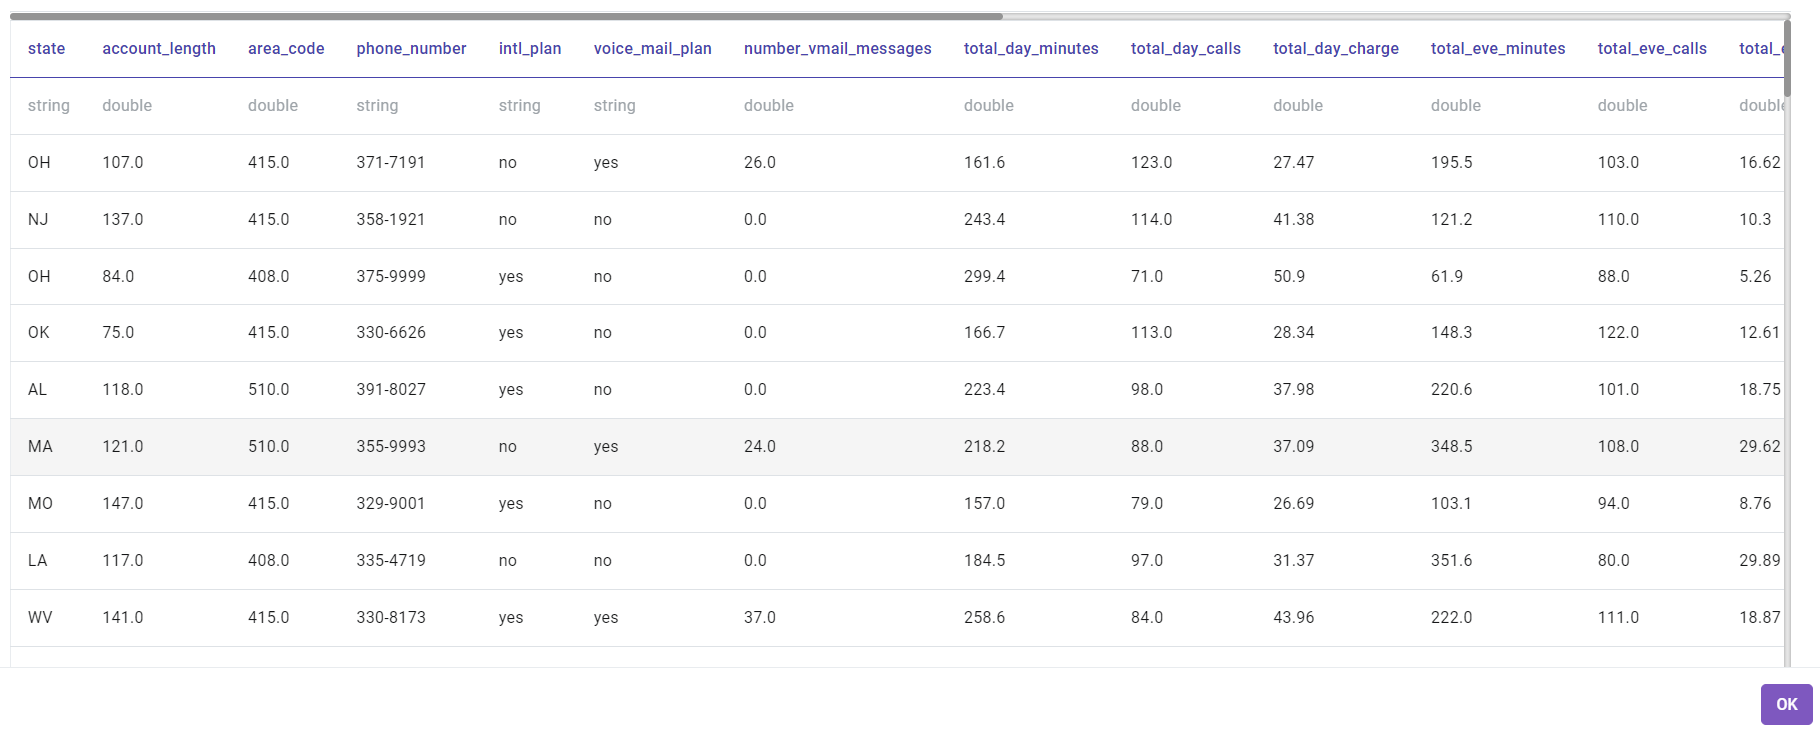 state account_length area_code phone_number intl_plan voice_mail_plan number_vmail_messages total_day_minutes total_day_calls total_day_charge total_eve_minutes total_eve_calls total_
string double double string string string double double double double double double double
OH 107.0 415.0 371-7191 no yes 26.0 161.6 123.0 27.47 195.5 103.0 16.62
NJ 137.0 415.0 358-1921 no no 0.0 243.4 114.0 41.38 121.2 110.0 10.3
OH 84.0 408.0 375-9999 yes no 0.0 299.4 71.0 50.9 61.9 88.0 5.26
OK 75.0 415.0 330-6626 yes no 0.0 166.7 113.0 28.34 148.3 122.0 12.61
AL 118.0 510.0 391-8027 yes no 0.0 223.4 98.0 37.98 220.6 101.0 18.75
MA 121.0 510.0 355-9993 no yes 24.0 218.2 88.0 37.09 348.5 108.0 29.62
MO 147.0 415.0 329-9001 yes no 0.0 157.0 79.0 26.69 103.1 94.0 8.76
LA 117.0 408.0 335-4719 no no 0.0 184.5 97.0 31.37 351.6 80.0 29.89
WV 141.0 415.0 330-8173 yes yes 37.0 258.6 84.0 43.96 222.0 111.0 18.87
OK